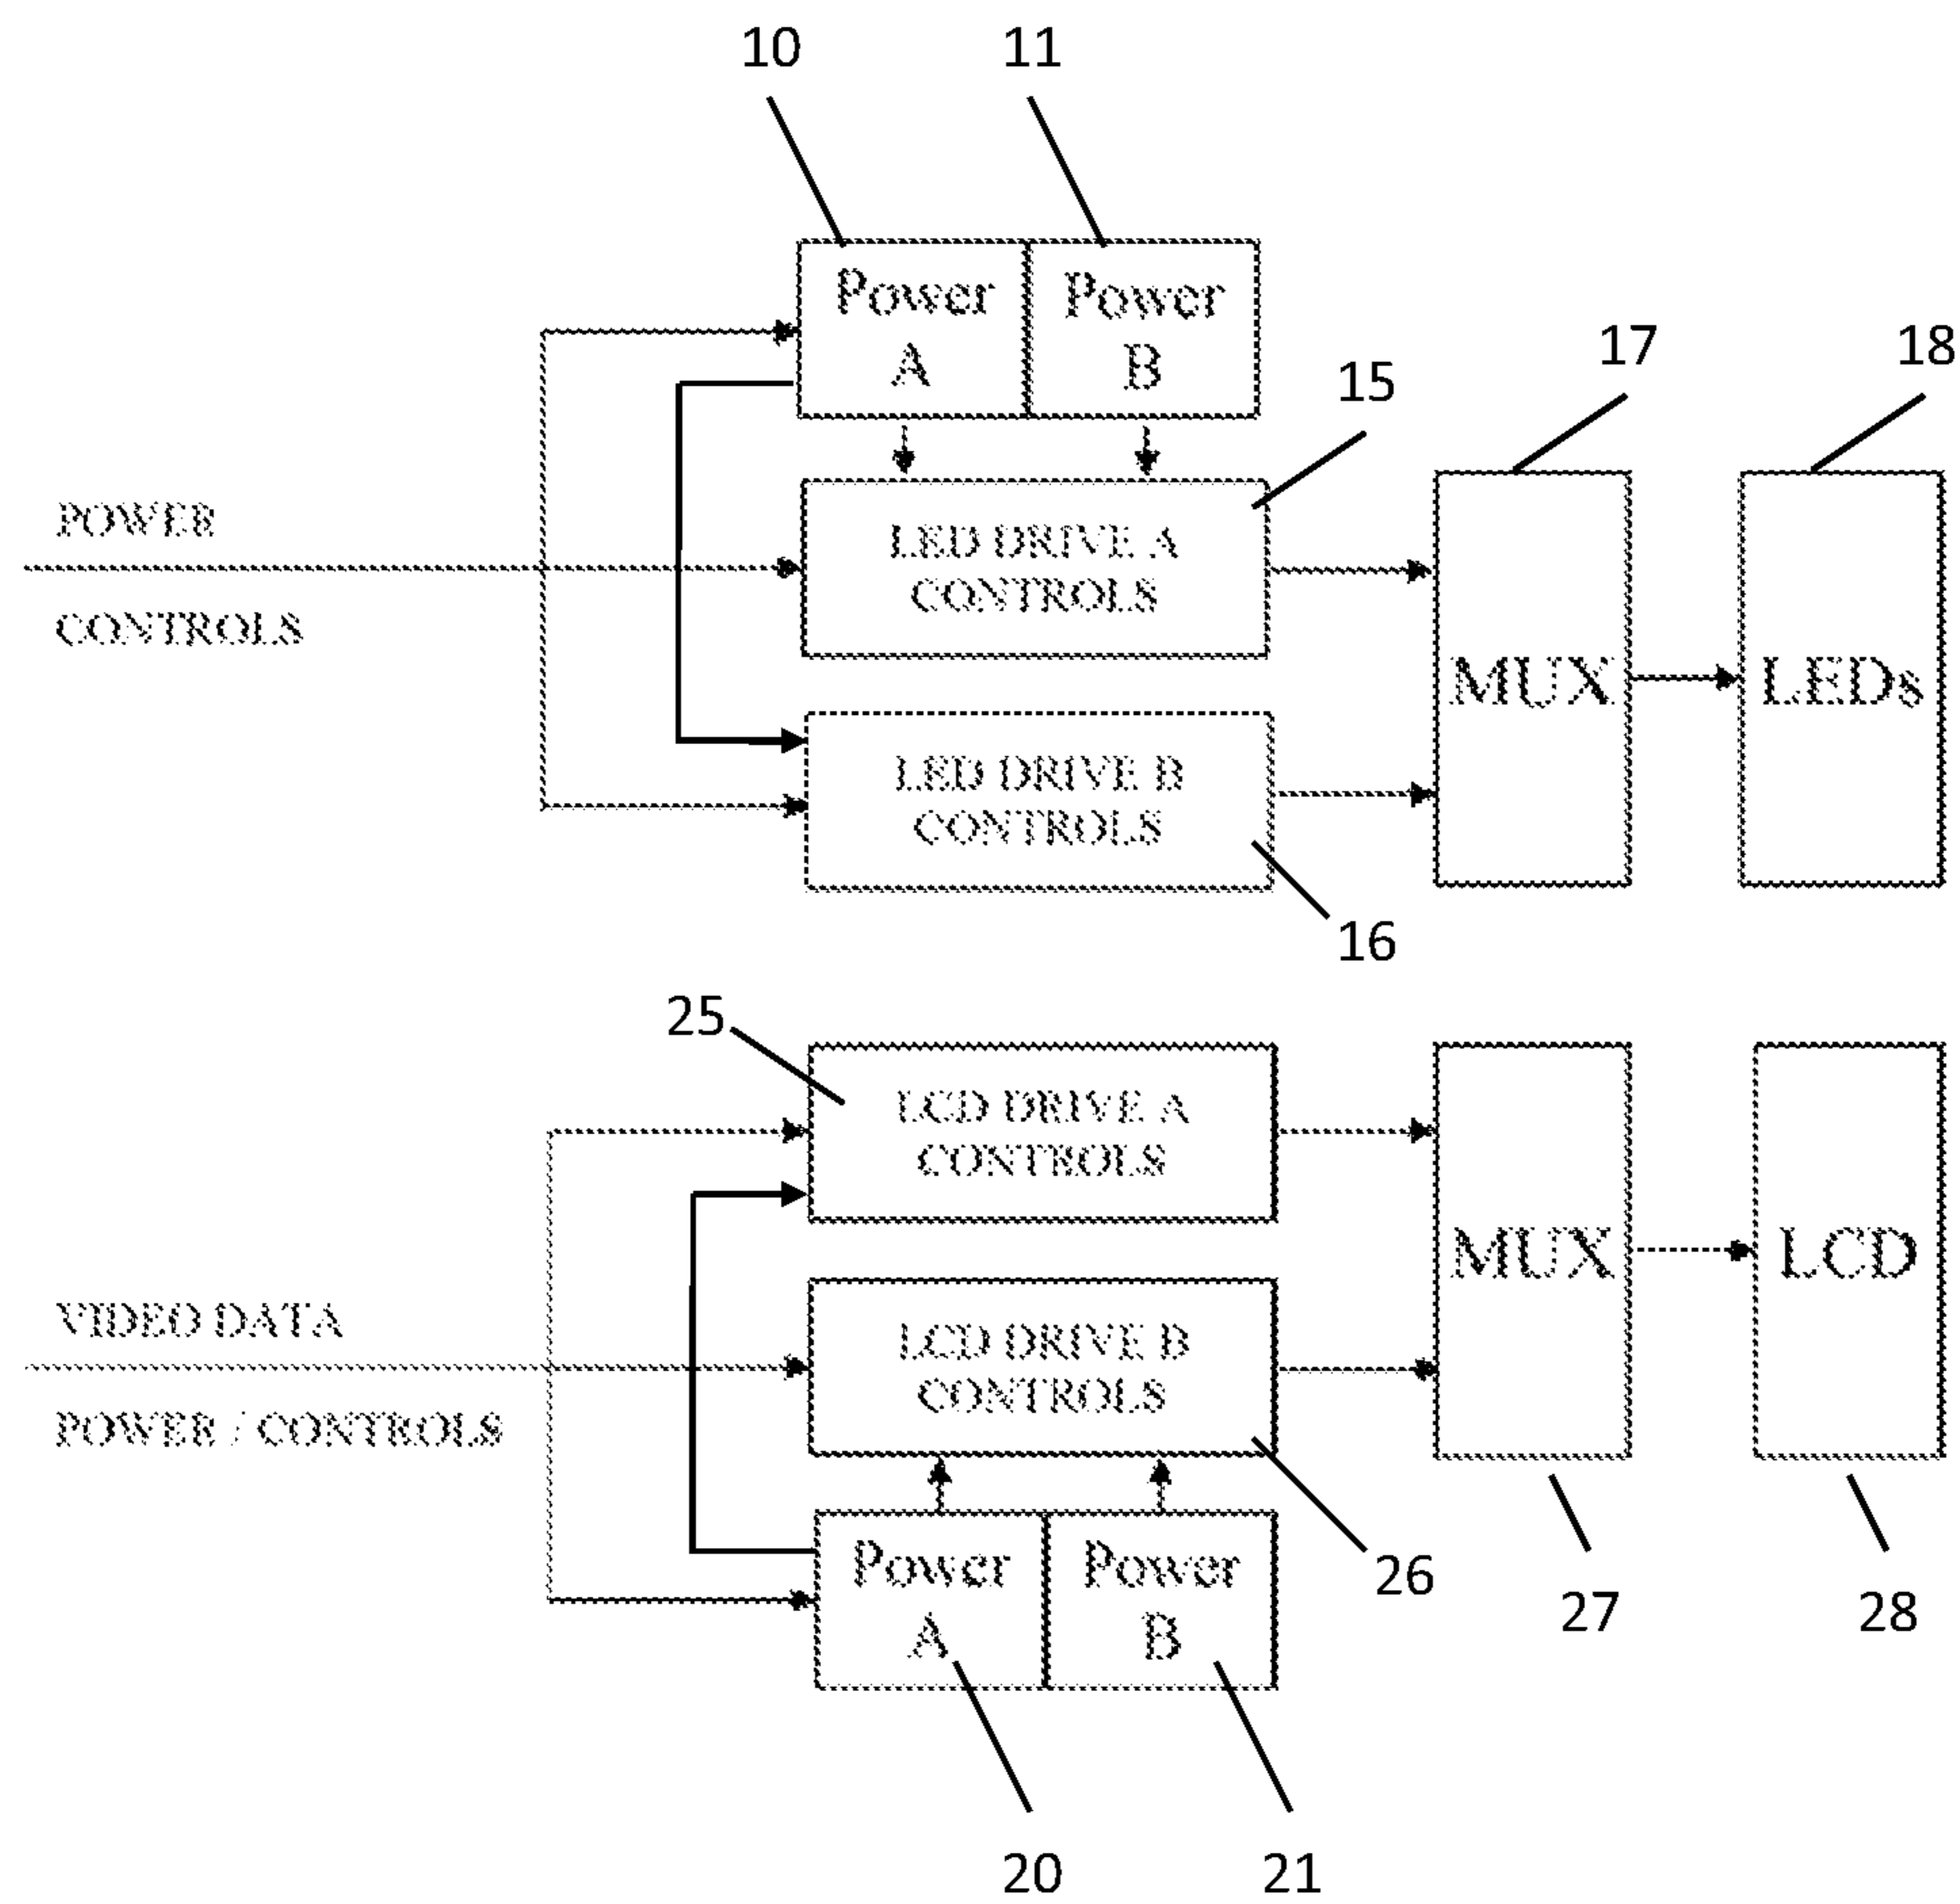 10
11
Power
A
Power
B
17
18
15
POWER
CONTROLS
LED DRIVE A
CONTROLS
MUX
LEDs
LED DRIVE B
CONTROLS
16
25
LCD DRIVE A
CONTROLS
MUX
LCD
VIDEO DATA
POWER / CONTROLS
LCD DRIVE B
CONTROLS
26
27
28
Power
A
Power
B
20
21